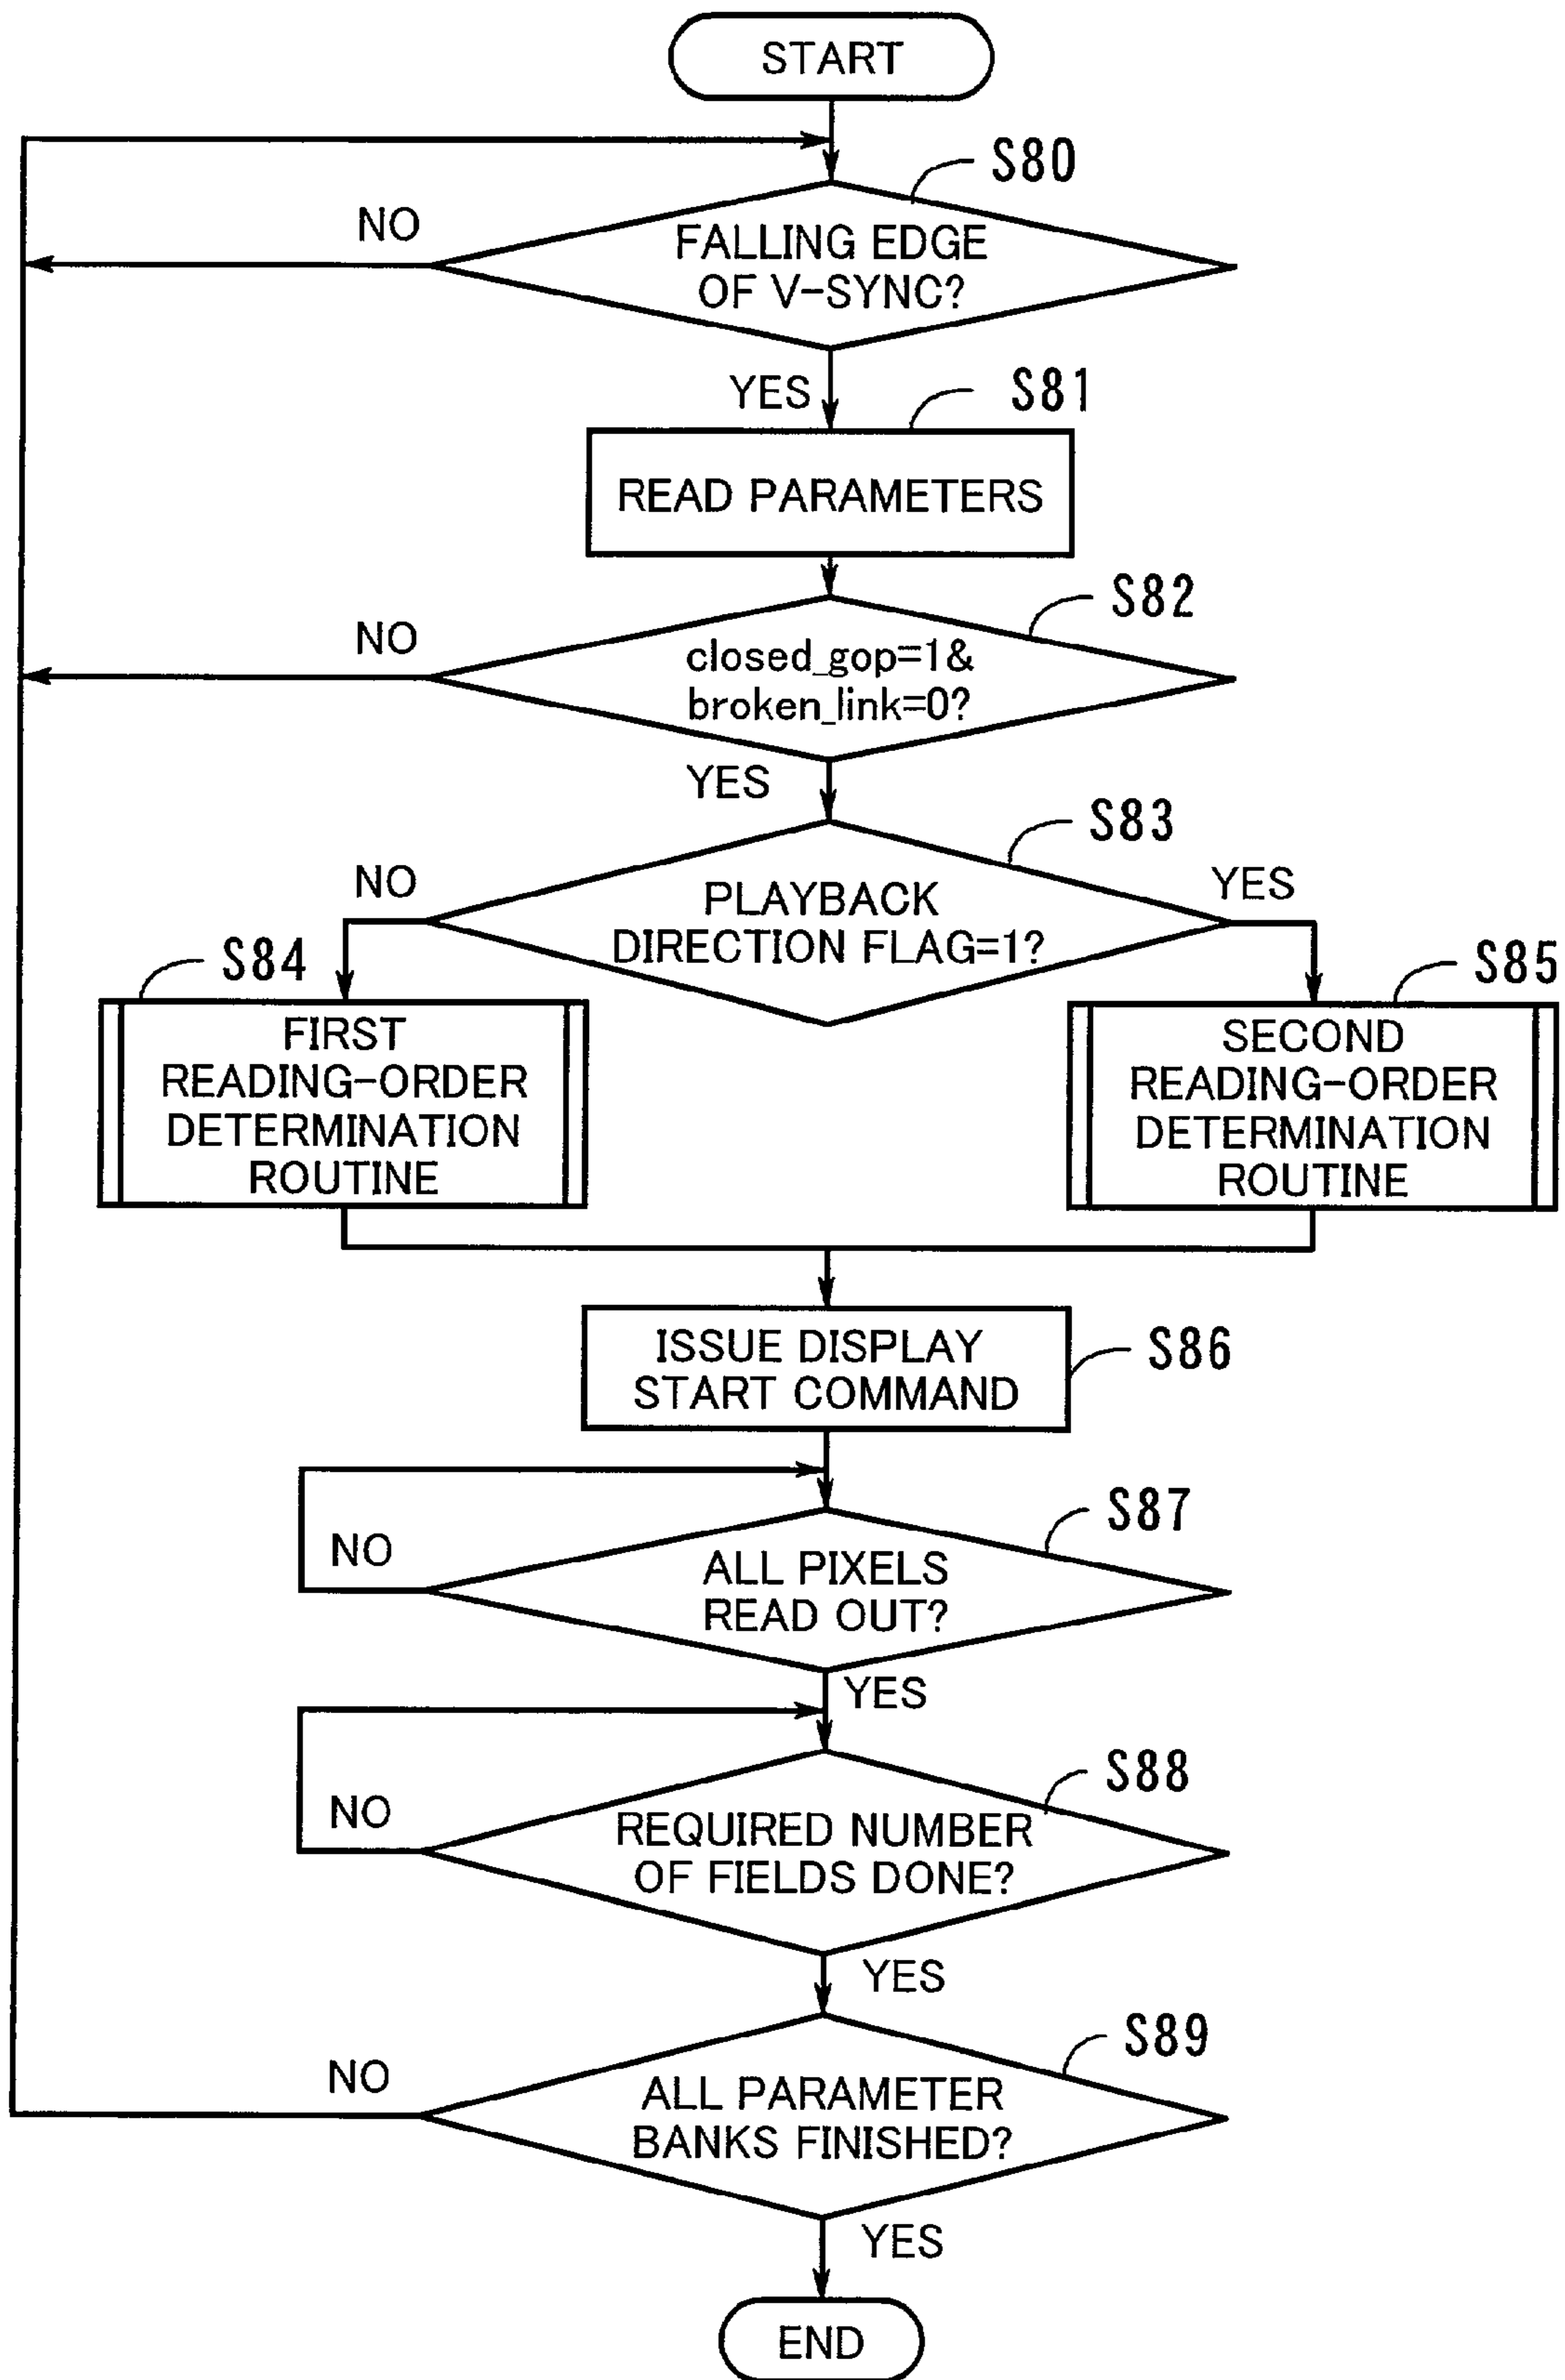 START
S80
NO
FALLING EDGE
OF V-SYNC?
YES
S81
READ PARAMETERS
S82
NO
closed_gop=1&
broken_link=0?
YES
S83
NO
YES
PLAYBACK
DIRECTION FLAG=1?
S84
FIRST
READING-ORDER
DETERMINATION
ROUTINE
S85
SECOND
READING-ORDER
DETERMINATION
ROUTINE
ISSUE DISPLAY
START COMMAND
S86
S87
NO
ALL PIXELS
READ OUT?
YES
S88
NO
REQUIRED NUMBER
OF FIELDS DONE?
YES
S89
NO
ALL PARAMETER
BANKS FINISHED?
YES
END